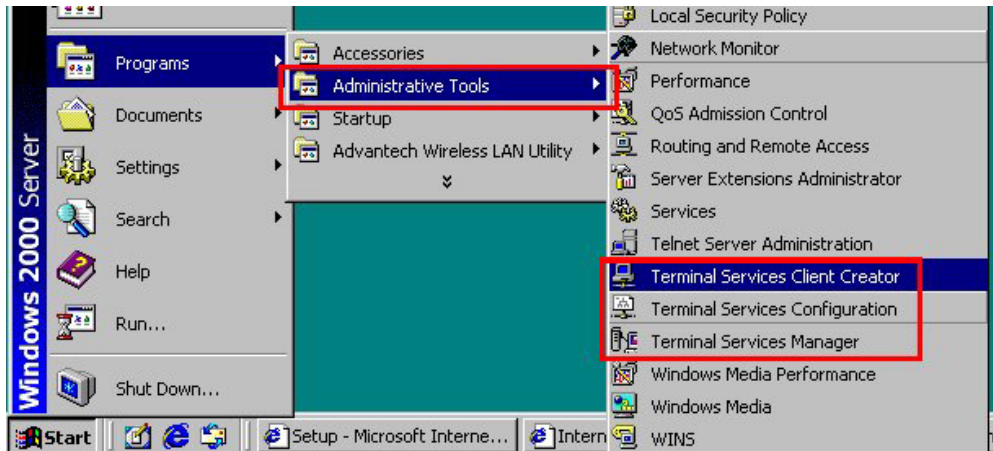 Windows 2000 Server
Programs
Documents
Settings
Search
Help
Run...
Shut Down...
Accessories
Administrative Tools
Startup
Advantech Wireless LAN Utility
Local Security Policy
Network Monitor
Performance
QoS Admission Control
Routing and Remote Access
Server Extensions Administrator
Services
Telnet Server Administration
Terminal Services Client Creator
Terminal Services Configuration
Terminal Services Manager
Windows Media Performance
Windows Media
WINS
Start
Setup - Microsoft Interne...
Intern